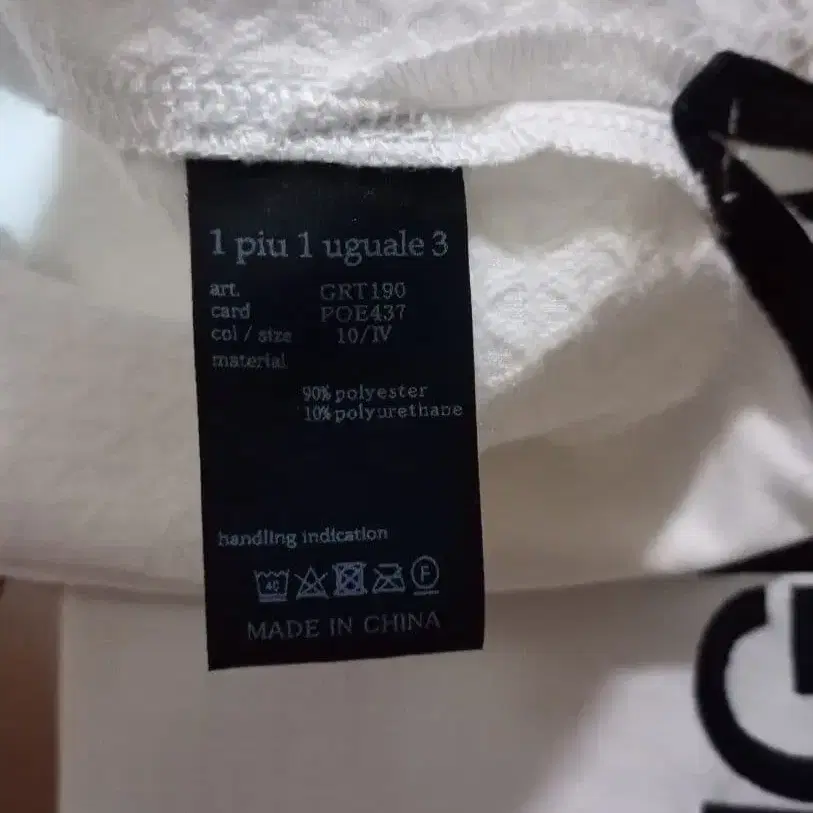 1 piu 1 uguale 3
art. GRT190
card POE437
col / size 10/IV
material
90% polyester
10% polyurethane
handling indication
40 F
MADE IN CHINA
G